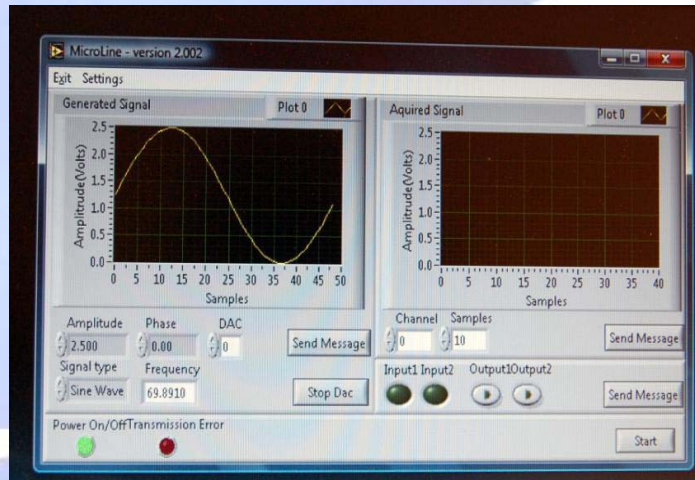 MicroLine - version 2.002
Exit Settings
Generated Signal Plot 0
Amplitrude(Volts)
2.5
2.0
1.5
1.0
0.5
0.0
0 5 10 15 20 25 30 35 40 45 50
Samples
Amplitude Phase DAC
2.500 0.00 0 Send Message
Signal type Frequency
Sine Wave 69.8910 Stop Dac
Aquired Signal Plot 0
Amplitrude(Volts)
2.5
2.0
1.5
1.0
0.5
0.0
0 5 10 15 20 25 30 35 40
Samples
Channel Samples
0 10 Send Message
Input1 Input2 Output1Output2
Send Message
Power On/OffTransmission Error
Start